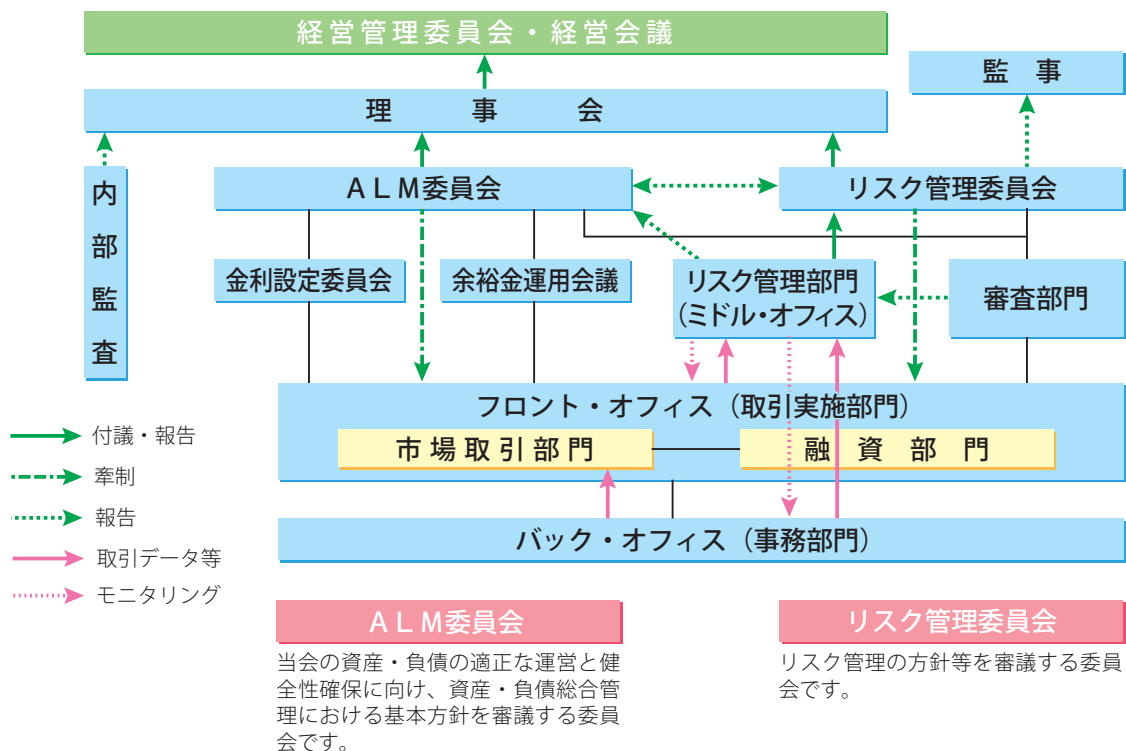 経営管理委員会・経営会議
監事
理事会
内部監査
ALM委員会
リスク管理委員会
金利設定委員会
余裕金運用会議
リスク管理部門
（ミドル・オフィス）
審査部門
フロント・オフィス（取引実施部門）
市場取引部門
融資部門
バック・オフィス（事務部門）
付議・報告
牽制
報告
取引データ等
モニタリング
ALM委員会
当会の資産・負債の適正な運営と健
全性確保に向け、資産・負債総合管
理における基本方針を審議する委員
会です。
リスク管理委員会
リスク管理の方針等を審議する委員
会です。